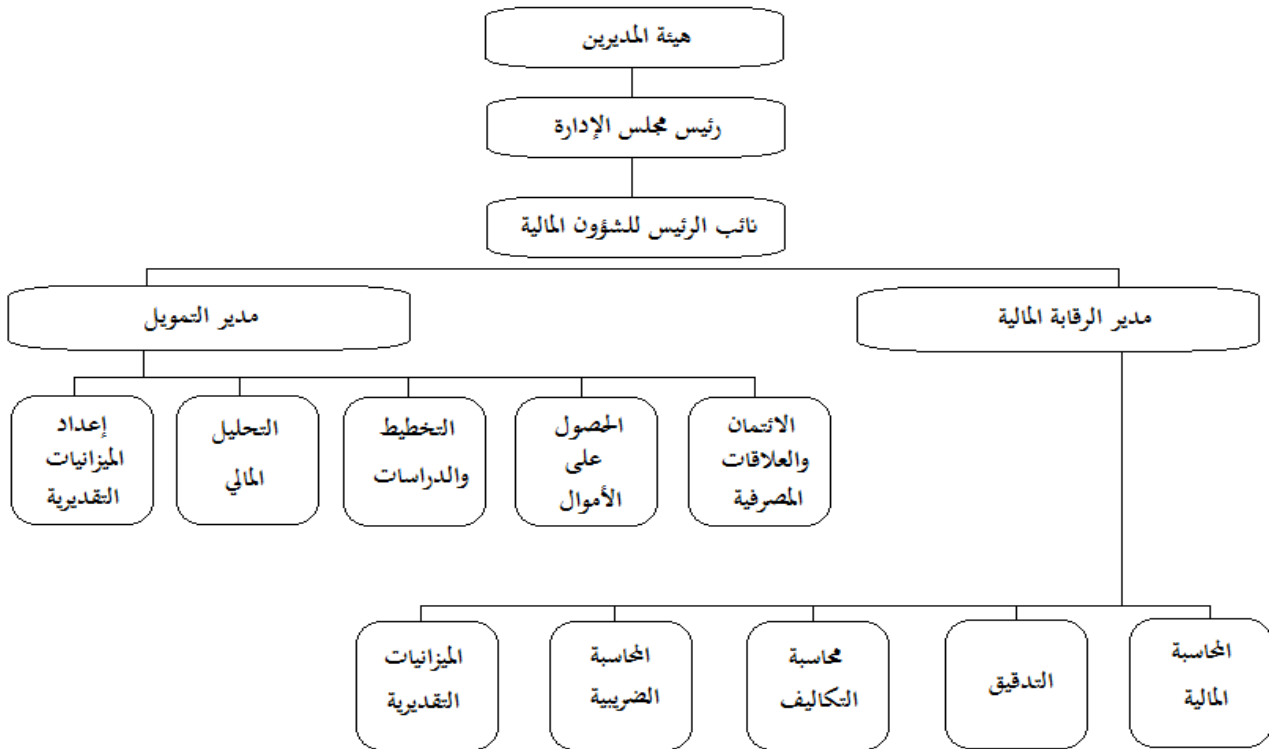 هيئة المديرين
رئيس مجلس الإدارة
نائب الرئيس للشؤون المالية
مدير الرقابة المالية
مدير التمويل
الائتمان
والعلاقات
المصرفية
الحصول
على
الأموال
التخطيط
والدراسات
التحليل
المالي
إعداد
الميزانيات
التقديرية
المحاسبة
المالية
التدقيق
محاسبة
التكاليف
المحاسبة
الضريبية
الميزانيات
التقديرية